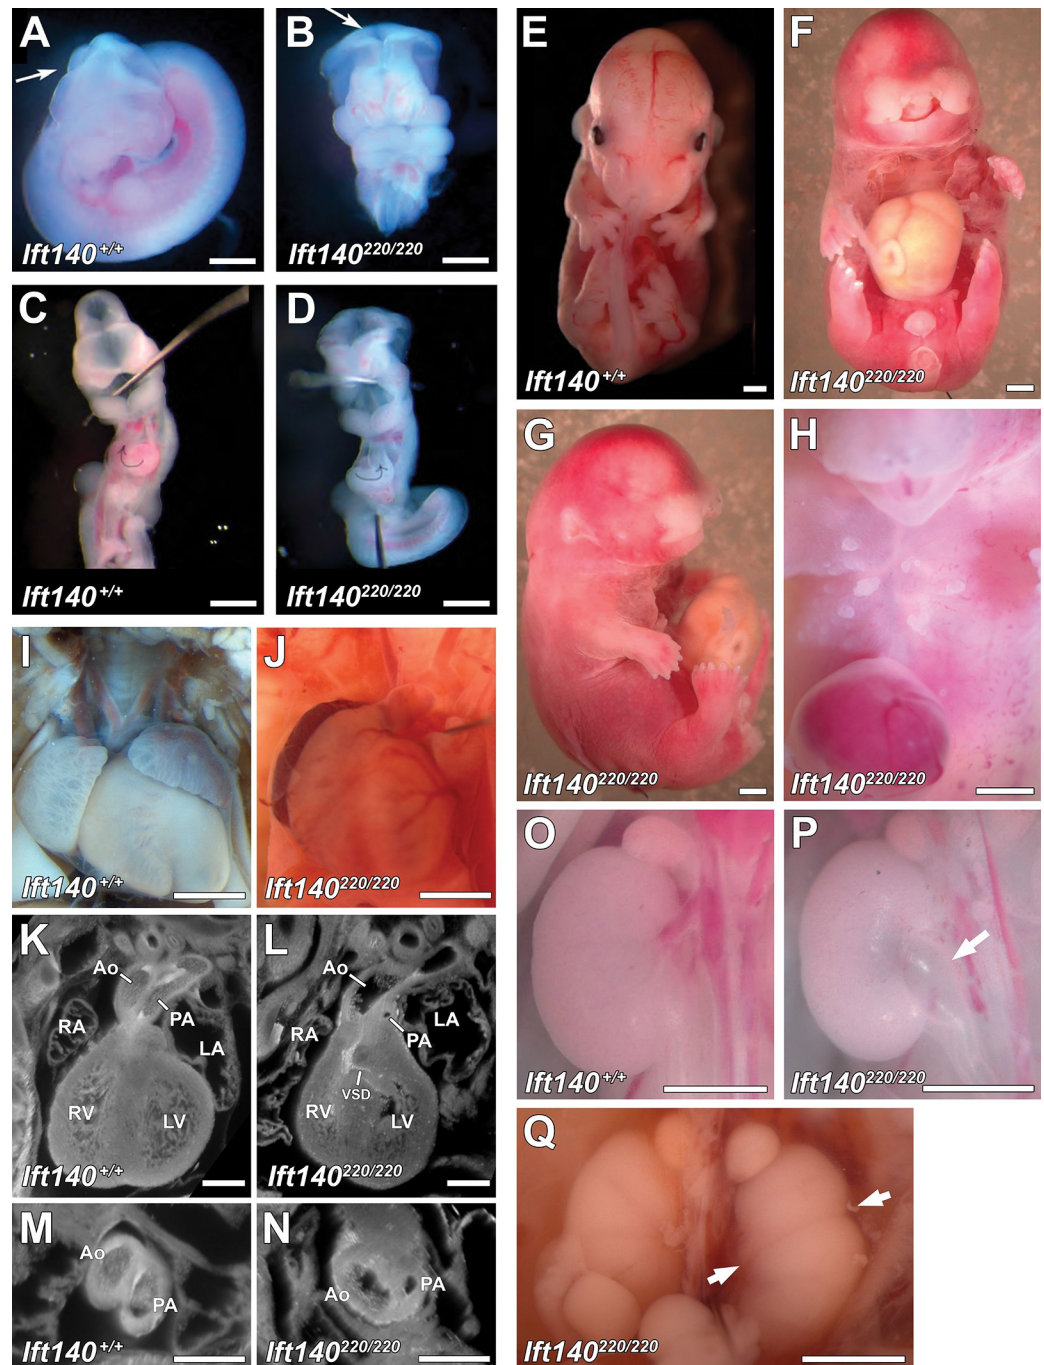 A
Ift140+/+
B
Ift140220/220
C
Ift140+/+
D
Ift140220/220
E
Ift140+/+
F
Ift140220/220
G
Ift140220/220
H
Ift140220/220
I
Ift140+/+
J
Ift140220/220
K
Ao
PA
RA
LA
RV
LV
Ift140+/+
L
Ao
LA
RA
PA
VSD
RV
LV
Ift140220/220
M
Ao
PA
Ift140+/+
N
PA
Ao
Ift140220/220
O
Ift140+/+
P
Ift140220/220
Q
Ift140220/220